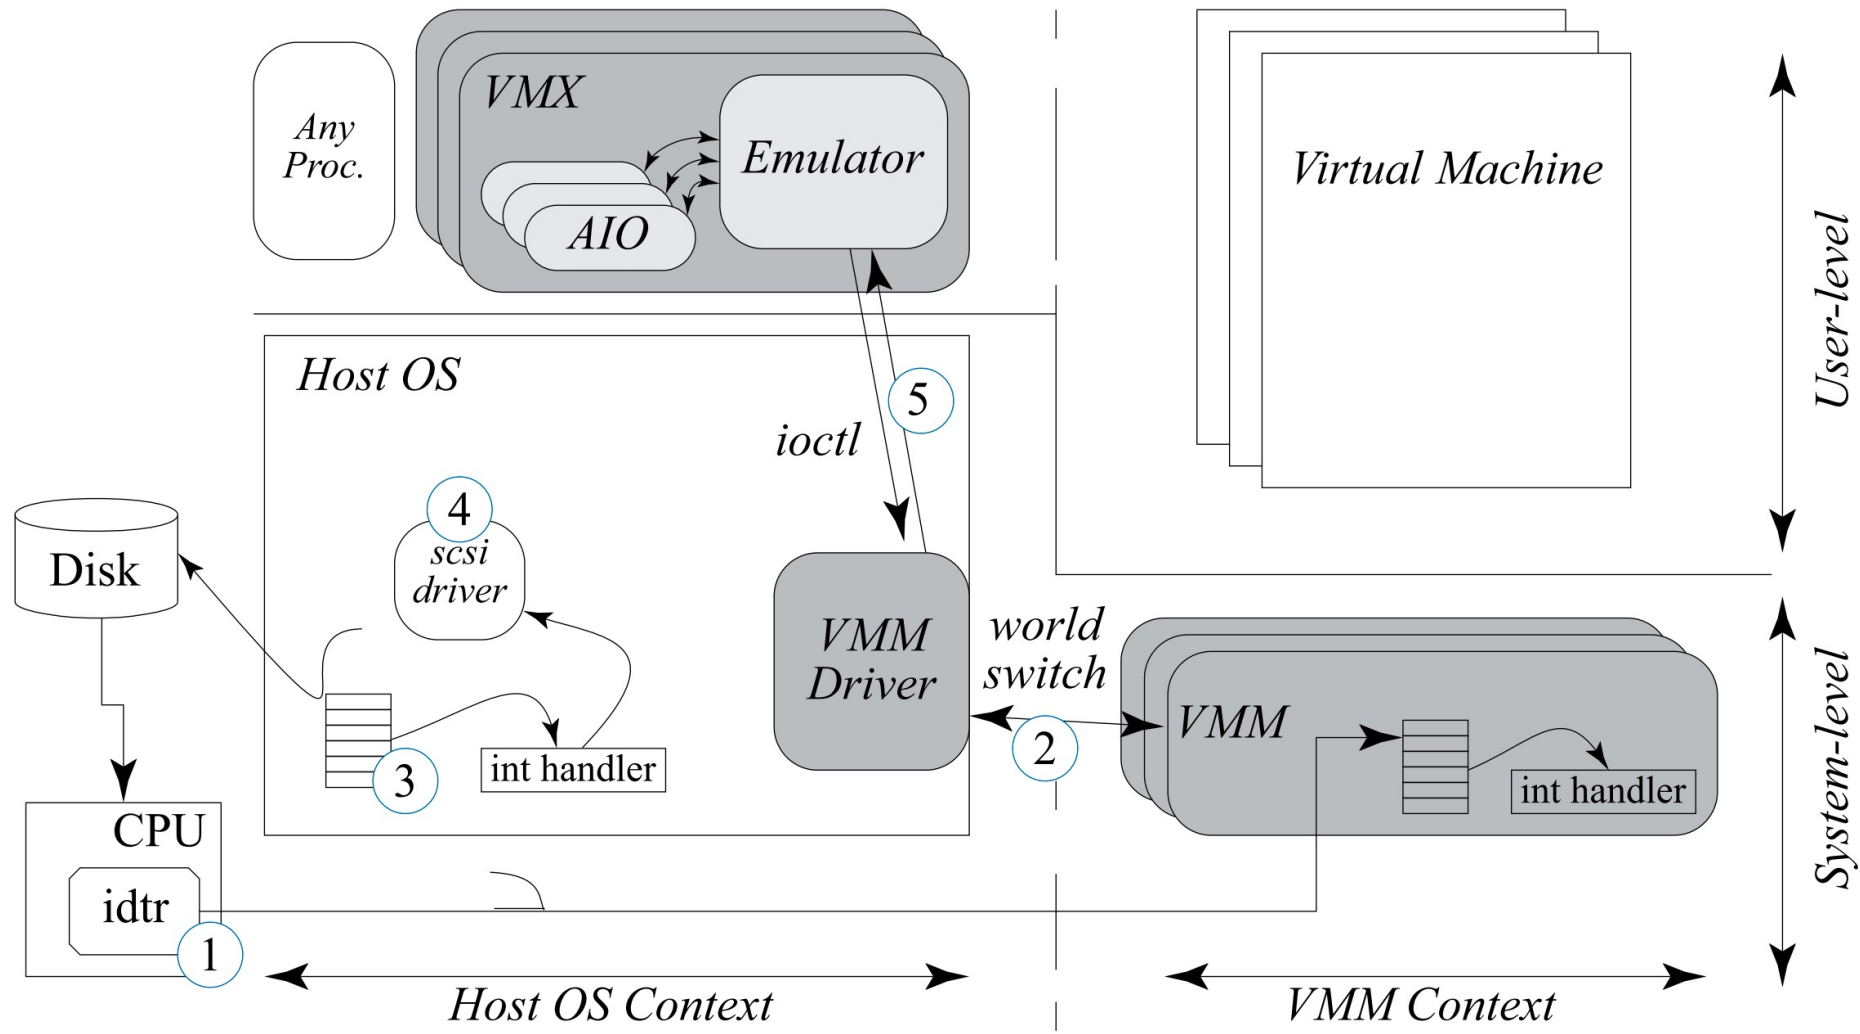 VMX
Any
Proc.
Emulator
AIO
Virtual Machine
User-level
Host OS
5
ioctl
4
scsi
driver
Disk
VMM
Driver
world
switch
2
VMM
int handler
3
int handler
System-level
CPU
idtr
1
Host OS Context
VMM Context